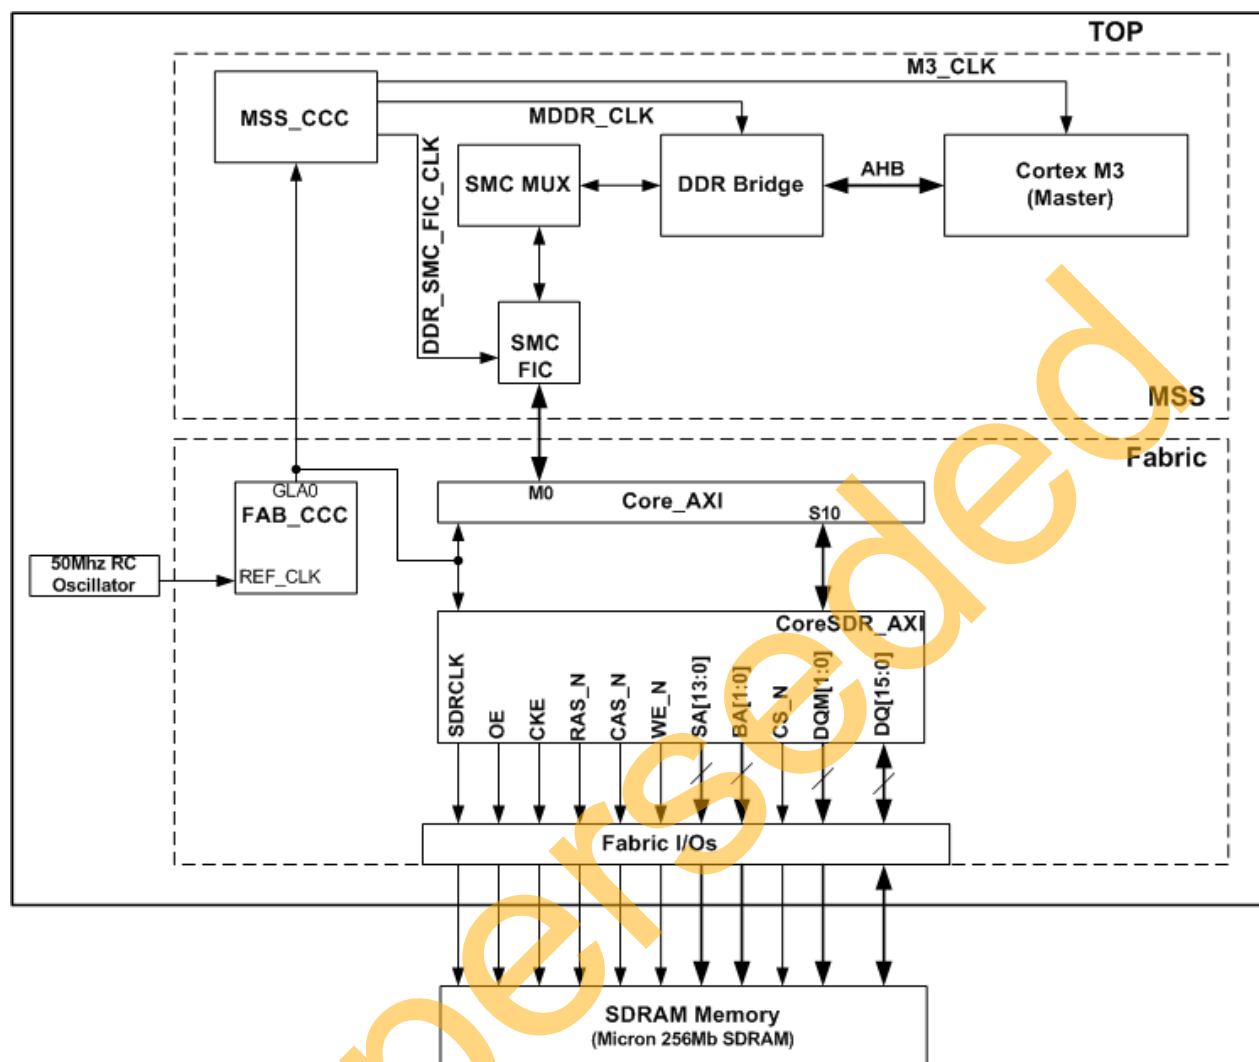 TOP
M3_CLK
MSS_CCC
MDDR_CLK
DDR_SMC_FIC_CLK
SMC MUX
DDR Bridge
AHB
Cortex M3
(Master)
SMC
FIC
MSS
Fabric
GLA0
FAB_CCC
REF_CLK
50Mhz RC
Oscillator
M0
Core_AXI
S10
CoreSDR_AXI
SDRCLK
OE
CKE
RAS_N
CAS_N
WE_N
SA[13:0]
BA[1:0]
CS_N
DQM[1:0]
DQ[15:0]
Fabric I/Os
SDRAM Memory
(Micron 256Mb SDRAM)
perseded